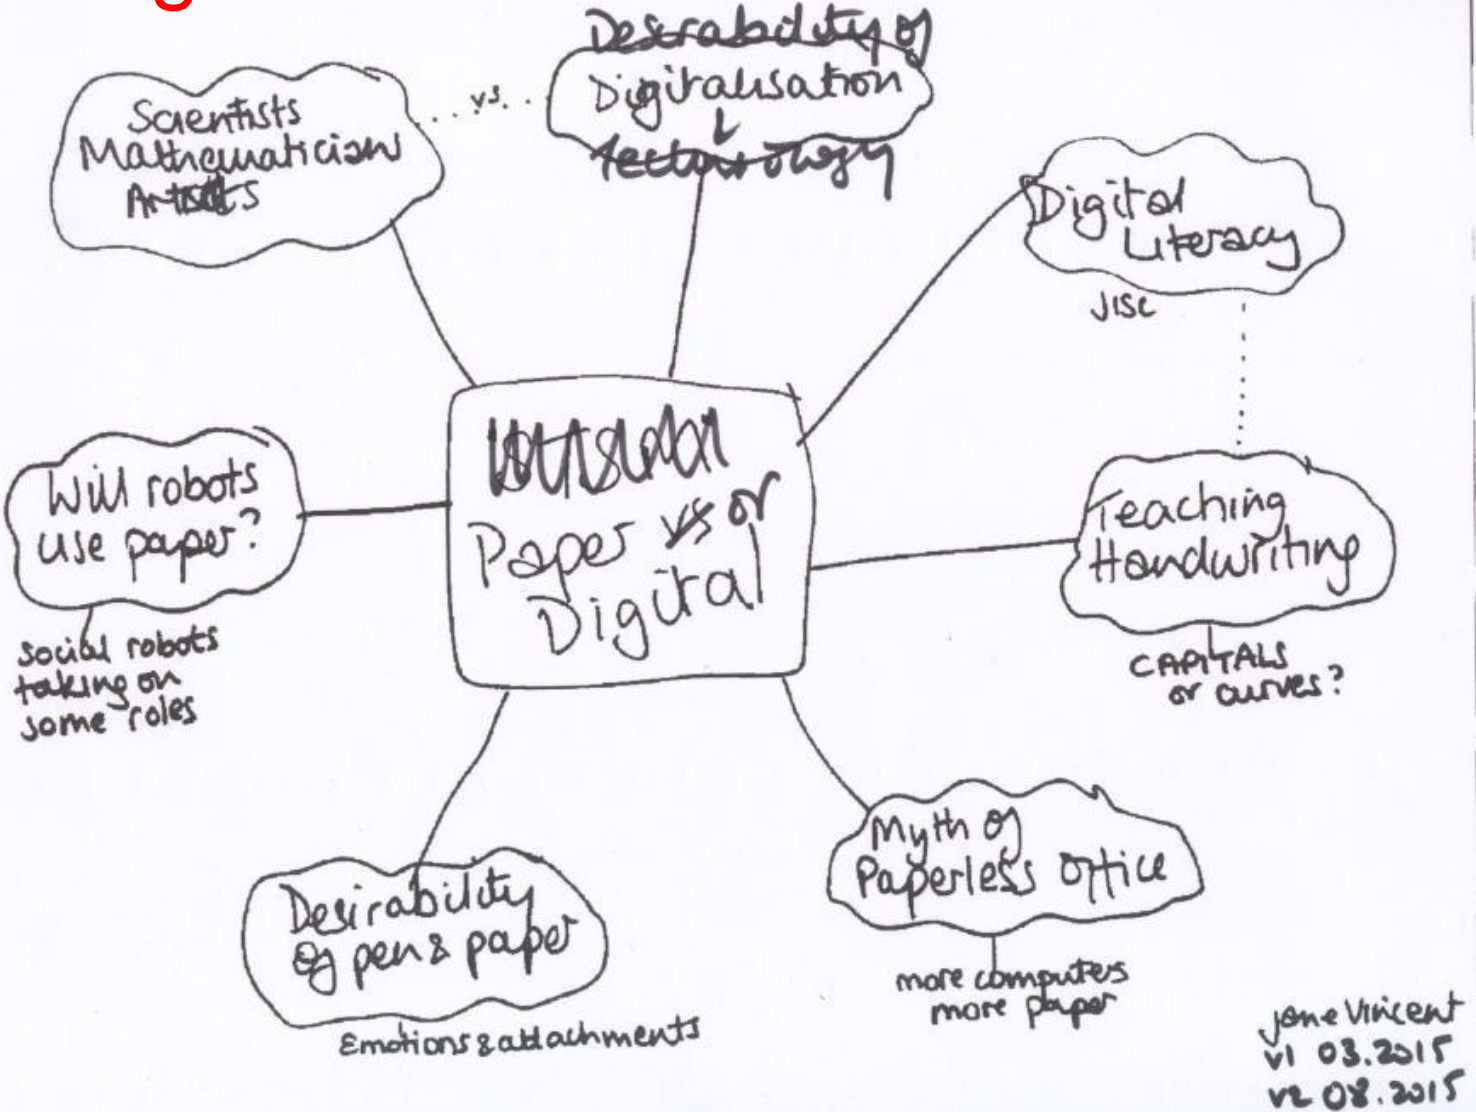 Desirability of
Digitalisation
Technology
vs.
Scientists
Mathematicians
Artists
Digital
Literacy
JISC
Paper vs or
Digital
Will robots
use paper?
social robots
taking on
some roles
Teaching
Handwriting
CAPITALS
or curves?
Myth of
Paperless Office
more computers
more paper
Desirability
of pen & paper
Emotions & attachments
Jane Vincent
v1 03.2015
v2 08.2015